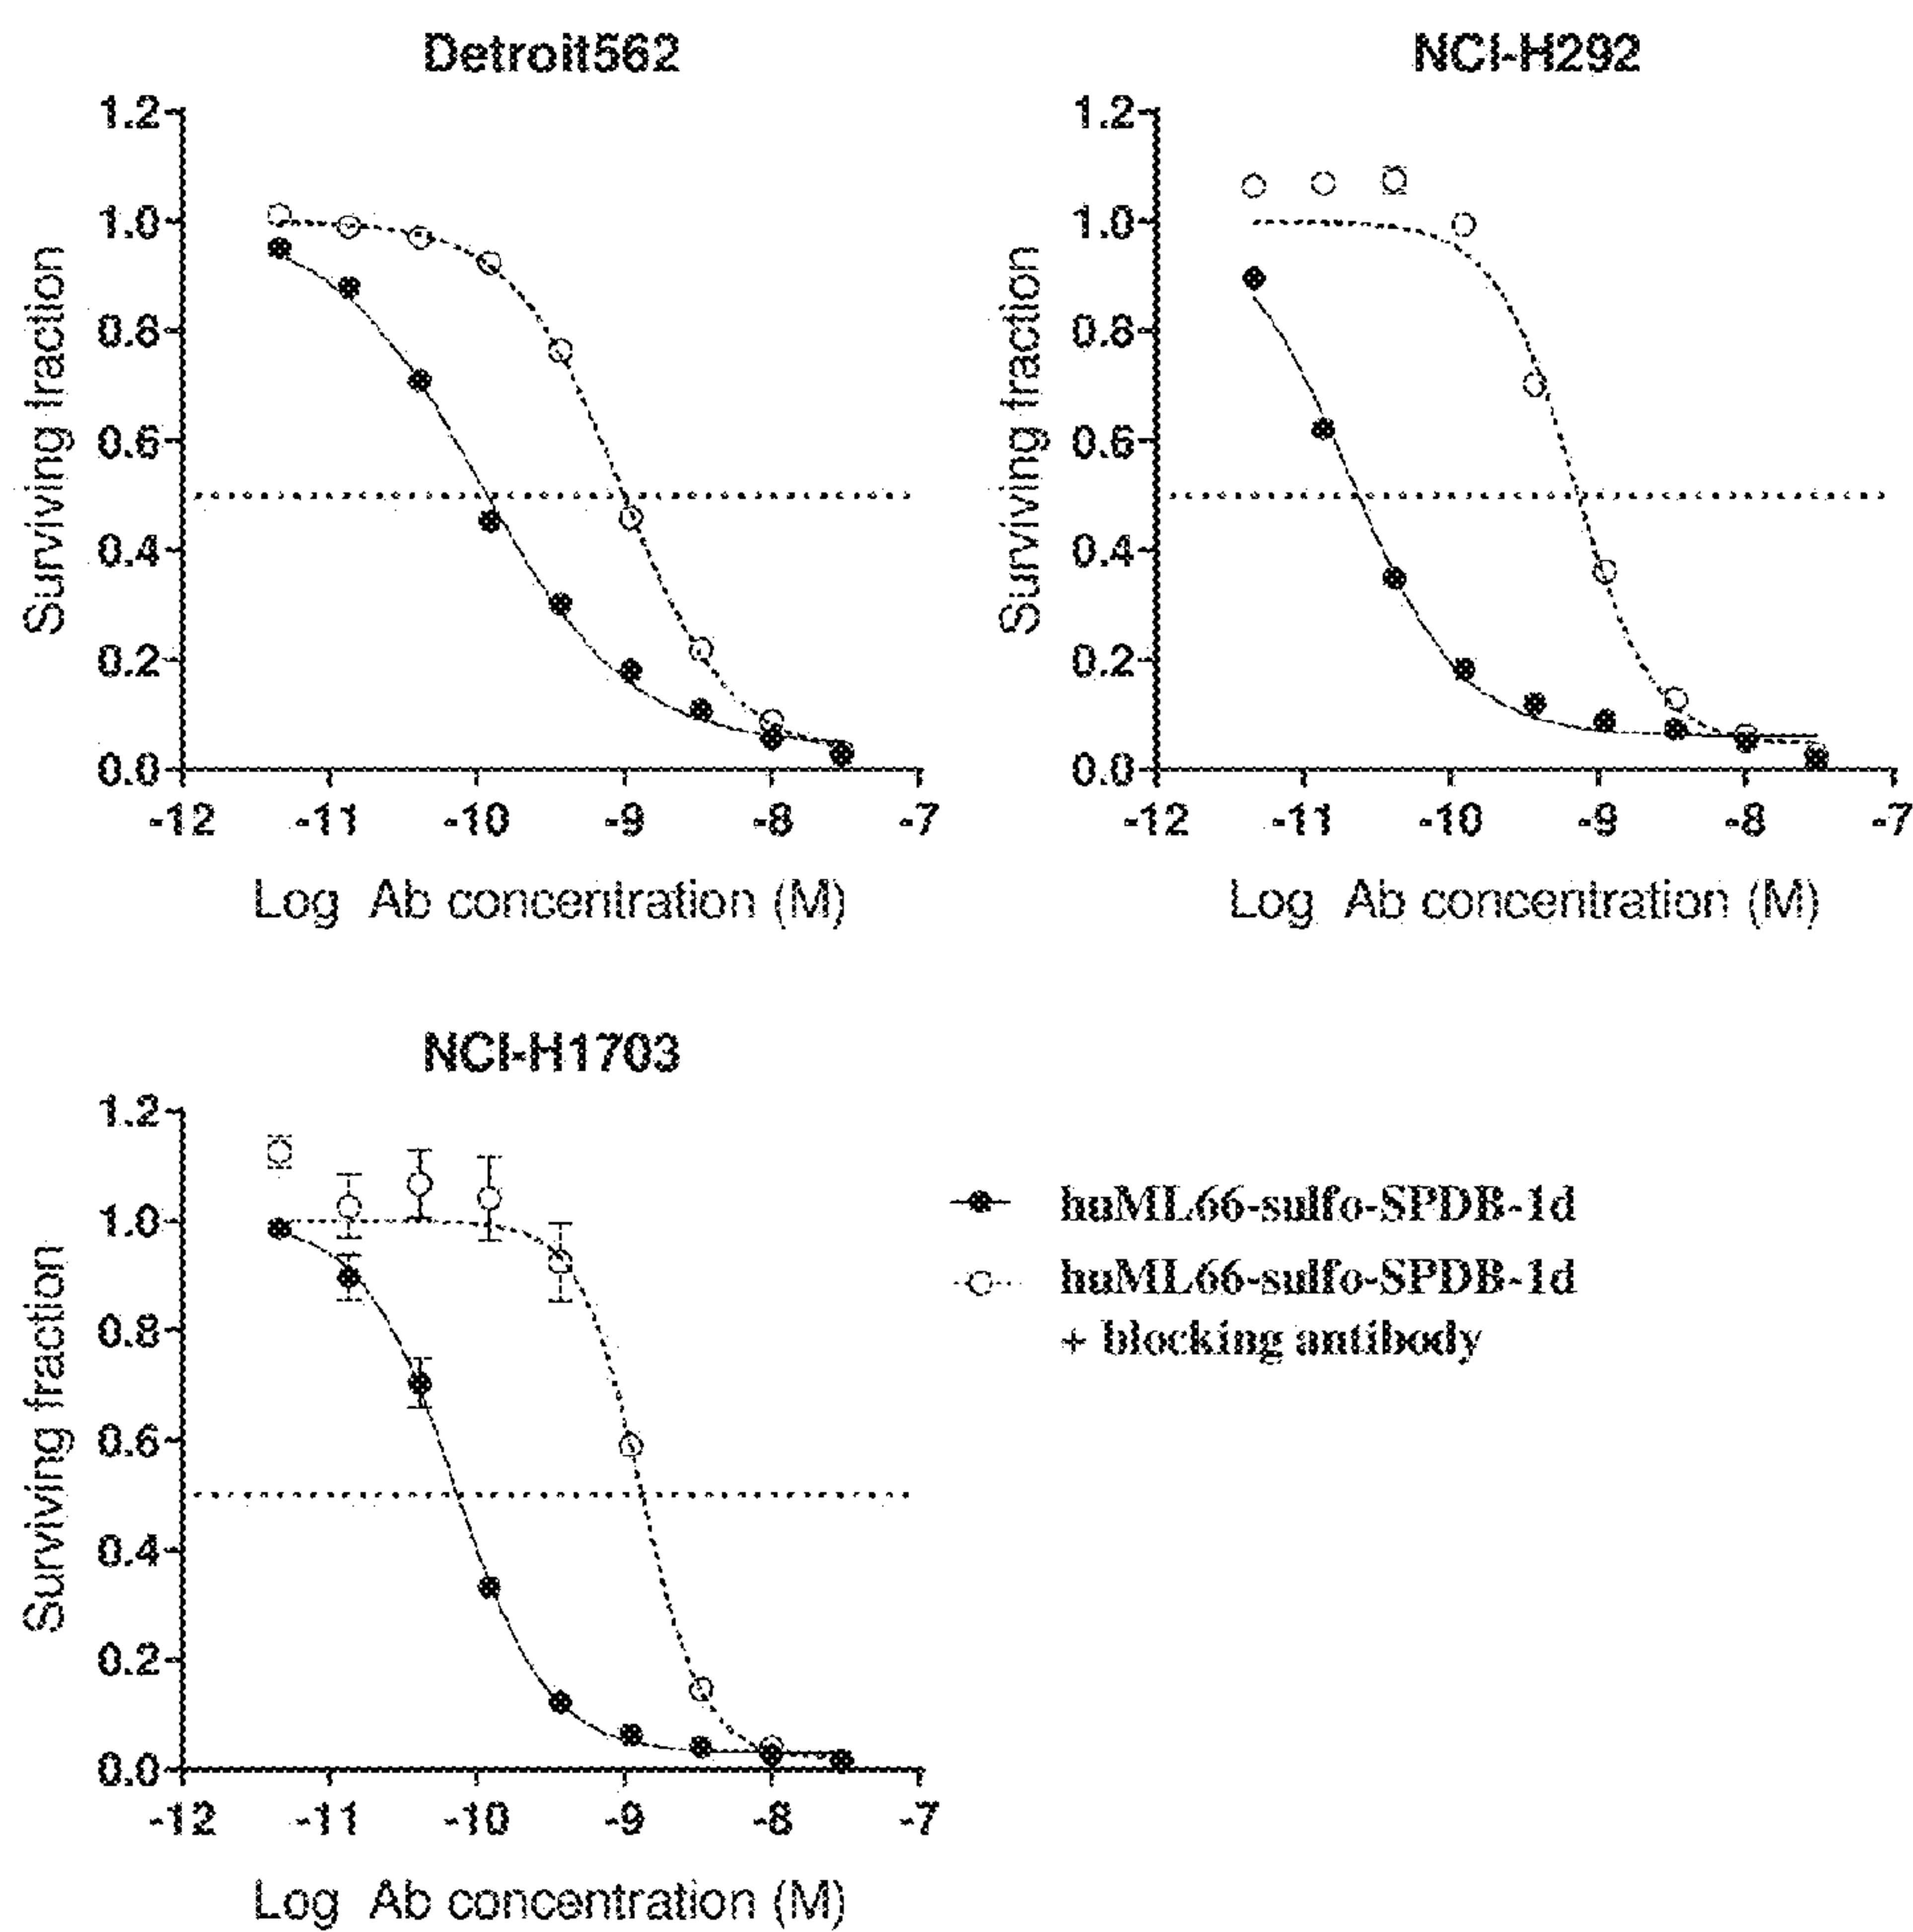 Detroit562
1.2
1.0
0.8
0.6
0.4
0.2
0.0
Surviving fraction
-12 -11 -10 -9 -8 -7
Log Ab concentration (M)
NCI-H292
1.2
1.0
0.8
0.6
0.4
0.2
0.0
Surviving fraction
-12 -11 -10 -9 -8 -7
Log Ab concentration (M)
NCI-H1703
1.2
1.0
0.8
0.6
0.4
0.2
0.0
Surviving fraction
-12 -11 -10 -9 -8 -7
Log Ab concentration (M)
huML66-sulfo-SPDB-1d
huML66-sulfo-SPDB-1d
+ blocking antibody